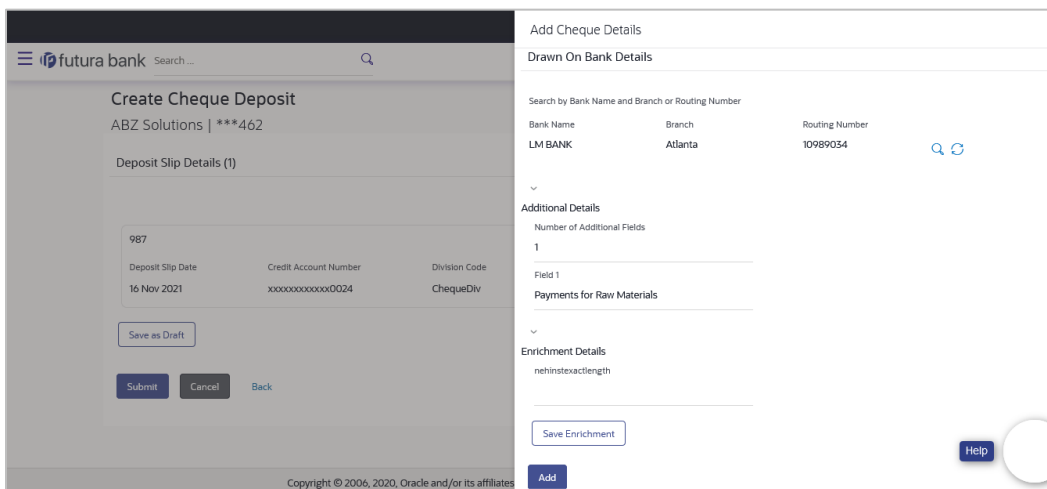 futura bank Search ...
Create Cheque Deposit
ABZ Solutions | ***462
Deposit Slip Details (1)
987
Deposit Slip Date Credit Account Number Division Code
16 Nov 2021 xxxxxxxxxxxx0024 ChequeDiv
Save as Draft
Submit Cancel Back
Copyright © 2006, 2020, Oracle and/or its affiliates
Add Cheque Details
Drawn On Bank Details
Search by Bank Name and Branch or Routing Number
Bank Name Branch Routing Number
LM BANK Atlanta 10989034
Additional Details
Number of Additional Fields
1
Field 1
Payments for Raw Materials
Enrichment Details
nehinstexactlength
Save Enrichment
Help
Add